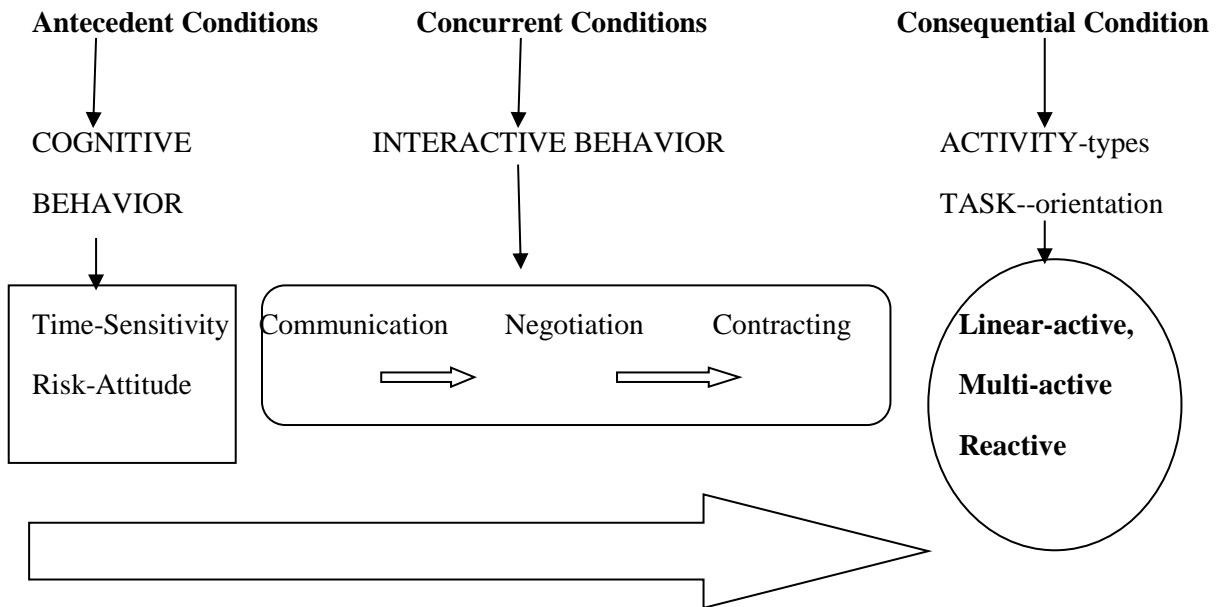 Antecedent Conditions Concurrent Conditions Consequential Condition
COGNITIVE INTERACTIVE BEHAVIOR ACTIVITY-types
BEHAVIOR TASK--orientation
Time-Sensitivity Communication Negotiation Contracting Linear-active,
Risk-Attitude Multi-active
Reactive